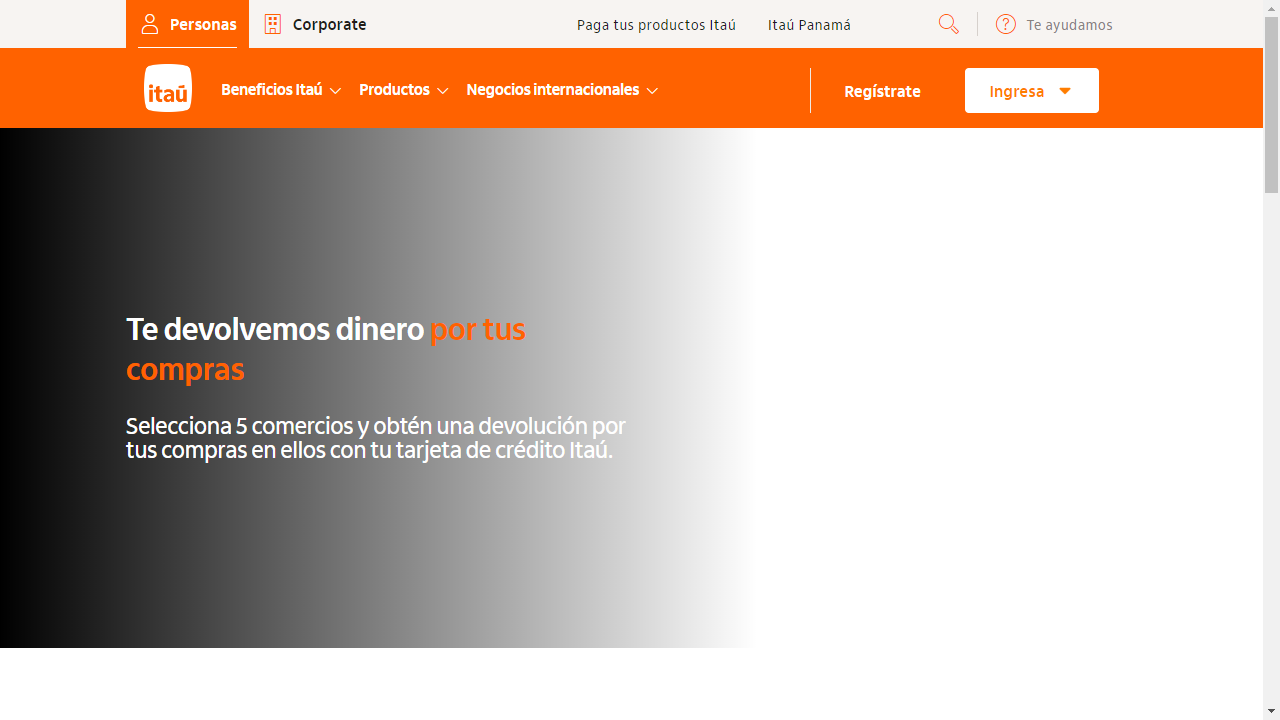 Personas
Corporate
Paga tus productos Itaú
Itaú Panamá
Te ayudamos
itaú
Beneficios Itaú
Productos
Negocios internacionales
Regístrate
Ingresa
Te devolvemos dinero por tus
compras
Selecciona 5 comercios y obtén una devolución por
tus compras en ellos con tu tarjeta de crédito Itaú.